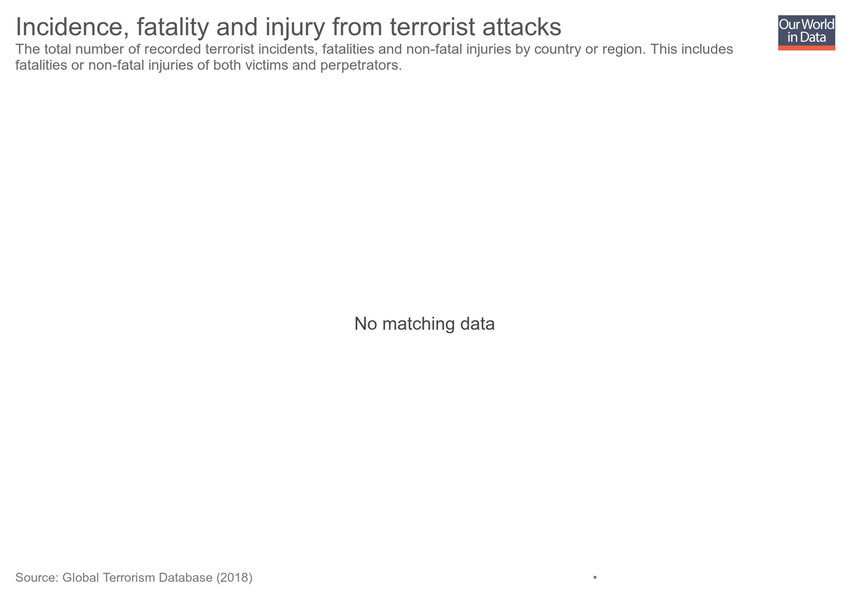 Incidence, fatality and injury from terrorist attacks
Our World
in Data
The total number of recorded terrorist incidents, fatalities and non-fatal injuries by country or region. This includes
fatalities or non-fatal injuries of both victims and perpetrators.
No matching data
Source: Global Terrorism Database (2018)
•